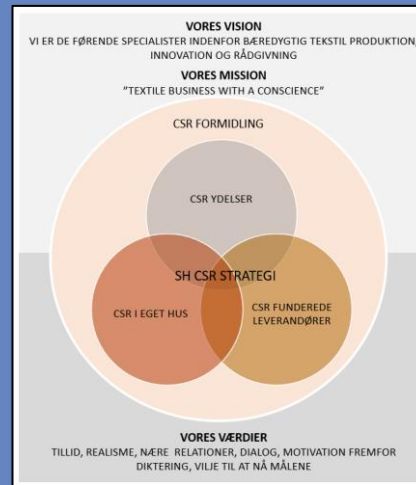 VORES VISION
VI ER DE FØRENDE SPECIALISTER INDENFOR BÆREDYGTIG TEKSTIL PRODUKTION,
INNOVATION OG RÅDGIVNING
VORES MISSION
"TEXTILE BUSINESS WITH A CONSCIENCE"
CSR FORMIDLING
CSR YDELSER
SH CSR STRATEGI
CSR I EGET HUS
CSR FUNDEREDE
LEVERANDØRER
VORES VÆRDIER
TILLID, REALISME, NÆRE RELATIONER, DIALOG, MOTIVATION FREMFOR
DIKTERING, VILJE TIL AT NÅ MÅLENE